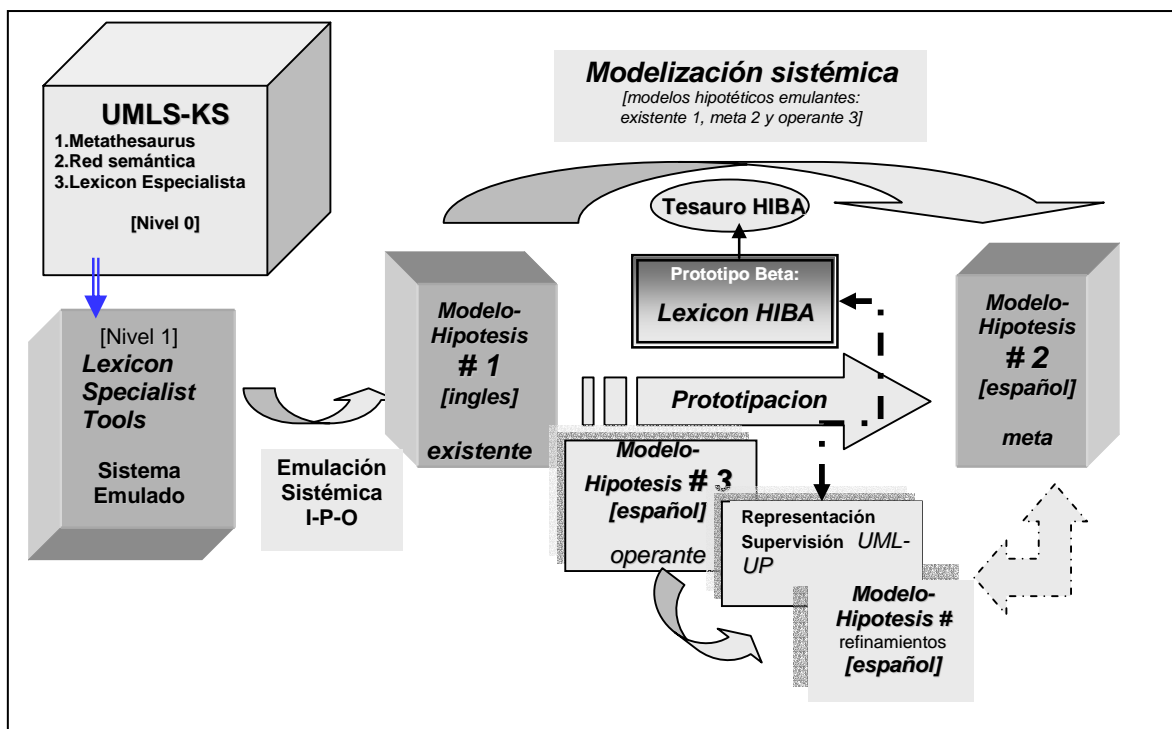 UMLS-KS
1.Metathesaurus
2.Red semántica
3.Lexicon Especialista
[Nivel 0]
Modelización sistémica
[modelos hipotéticos emulantes:
existente 1, meta 2 y operante 3]
Tesauro HIBA
Prototipo Beta:
Lexicon HIBA
[Nivel 1]
Lexicon
Specialist
Tools
Sistema
Emulado
Emulación
Sistémica
I-P-O
Modelo-
Hipotesis
# 1
[ingles]
existente
Prototipacion
Modelo-
Hipotesis
# 2
[español]
meta
Modelo-
Hipotesis # 3
[español]
operante
Representación
Supervisión UML-
UP
Modelo-
Hipotesis #
refinamientos
[español]